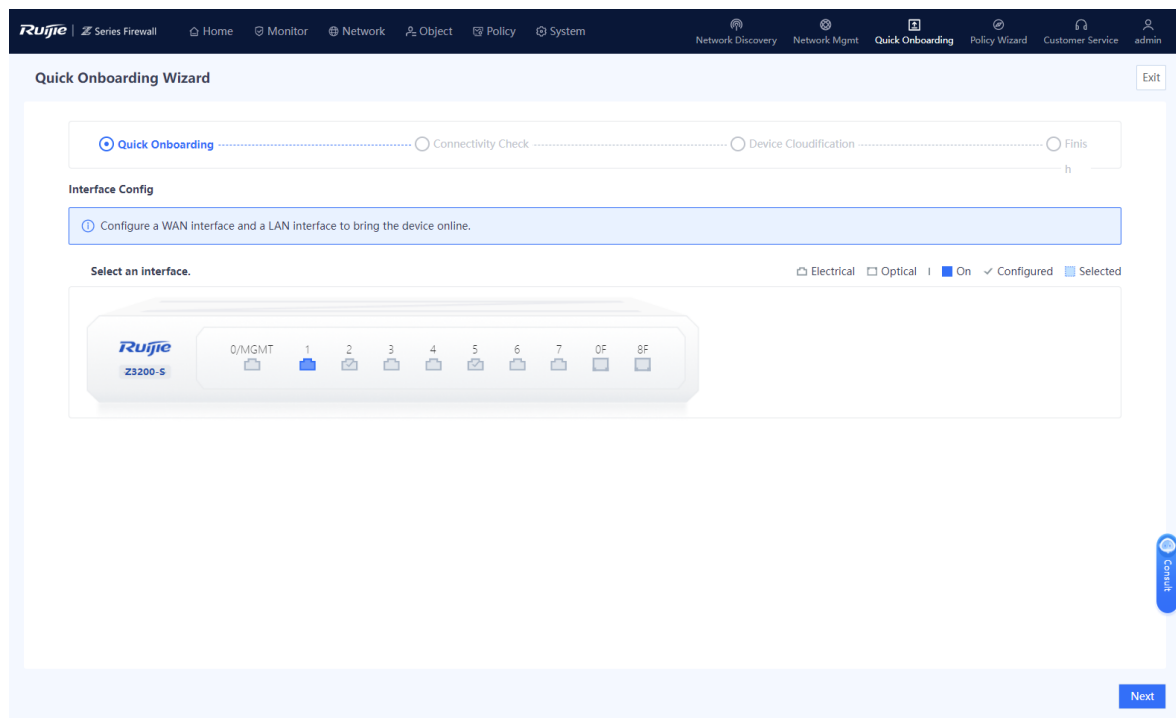 Ruijie | Z Series Firewall Home Monitor Network Object Policy System Network Discovery Network Mgmt Quick Onboarding Policy Wizard Customer Service admin
Quick Onboarding Wizard Exit
Quick Onboarding Connectivity Check Device Cloudification Finis
h
Interface Config
Configure a WAN interface and a LAN interface to bring the device online.
Select an interface. Electrical Optical | On Configured Selected
Ruijie 0/MGMT 1 2 3 4 5 6 7 0F 8F
Z3200-S
Consult
Next